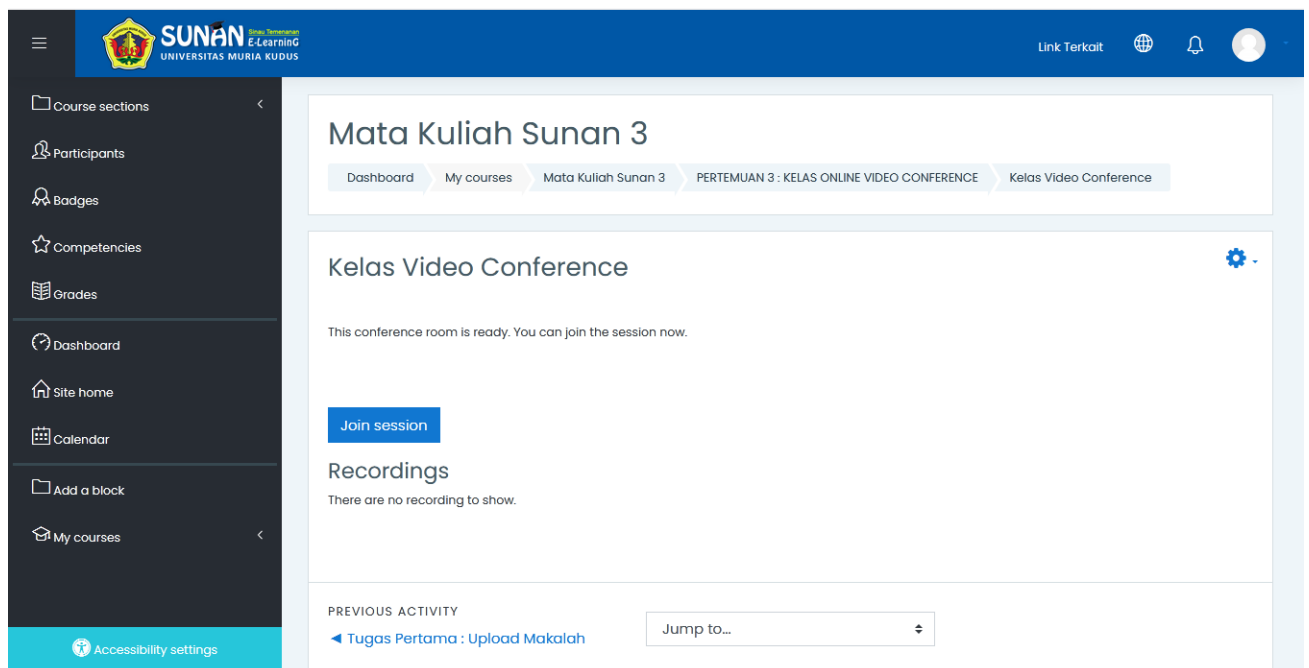 SUNAN Sinau Temenanan E-LearninG
UNIVERSITAS MURIA KUDUS
Link Terkait
Course sections
Participants
Badges
Competencies
Grades
Dashboard
Site home
Calendar
Add a block
My courses
Accessibility settings
Mata Kuliah Sunan 3
Dashboard My courses Mata Kuliah Sunan 3 PERTEMUAN 3 : KELAS ONLINE VIDEO CONFERENCE Kelas Video Conference
Kelas Video Conference
This conference room is ready. You can join the session now.
Join session
Recordings
There are no recording to show.
PREVIOUS ACTIVITY
◄ Tugas Pertama : Upload Makalah
Jump to...